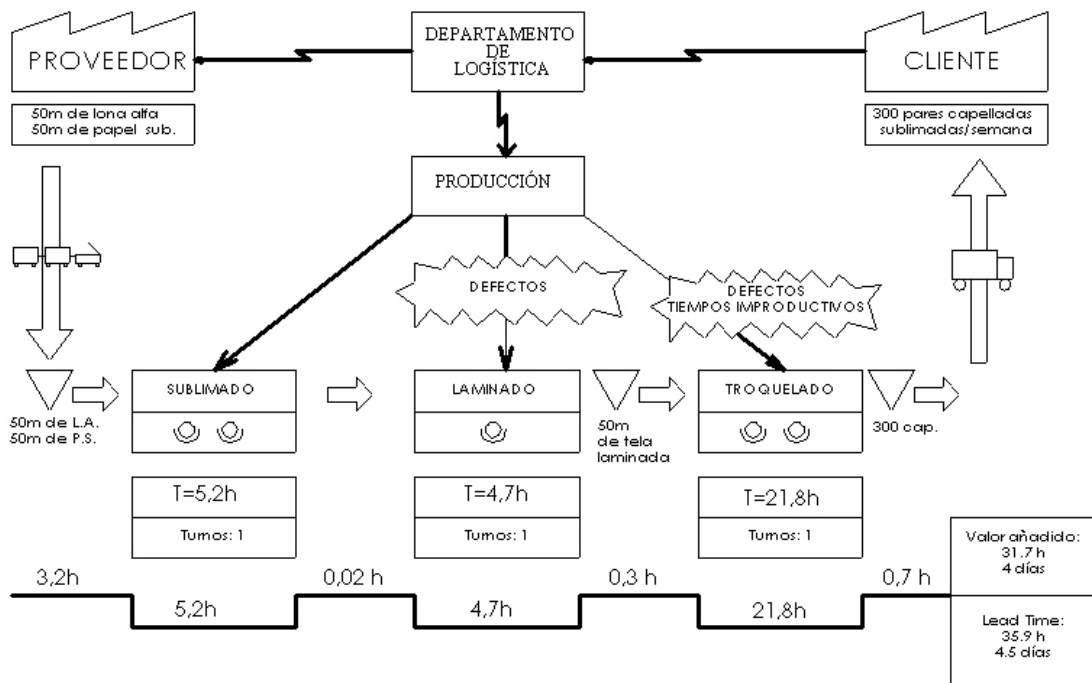 PROVEEDOR
DEPARTAMENTO
DE
LOGÍSTICA
CLIENTE
50m de lona alfa
50m de papel sub.
300 pares capelladas
sublimadas/semana
PRODUCCIÓN
DEFECTOS
DEFECTOS
TIEMPOS IMPRODUCTIVOS
SUBLIMADO
LAMINADO
TROQUELADO
50m de L.A.
50m de P.S.
50m
de tela
laminada
300 cap.
T=5,2h
Turnos: 1
T=4,7h
Turnos: 1
T=21,8h
Turnos: 1
3,2h
5,2h
0,02 h
4,7h
0,3 h
21,8h
0,7 h
Valor añadido:
31.7 h
4 días
Lead Time:
35.9 h
4.5 días